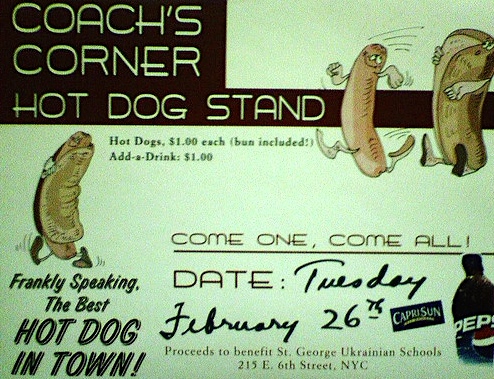 COACH'S
CORNER
HOT DOG STAND
Hot Dogs, $1.00 each (bun included!)
Add-a-Drink: $1.00
COME ONE, COME ALL!
DATE: Tuesday
February 26th
Frankly Speaking,
The Best
HOT DOG
IN TOWN!
CAPRI SUN
PEPSI
Proceeds to benefit St. George Ukrainian Schools
215 E. 6th Street, NYC